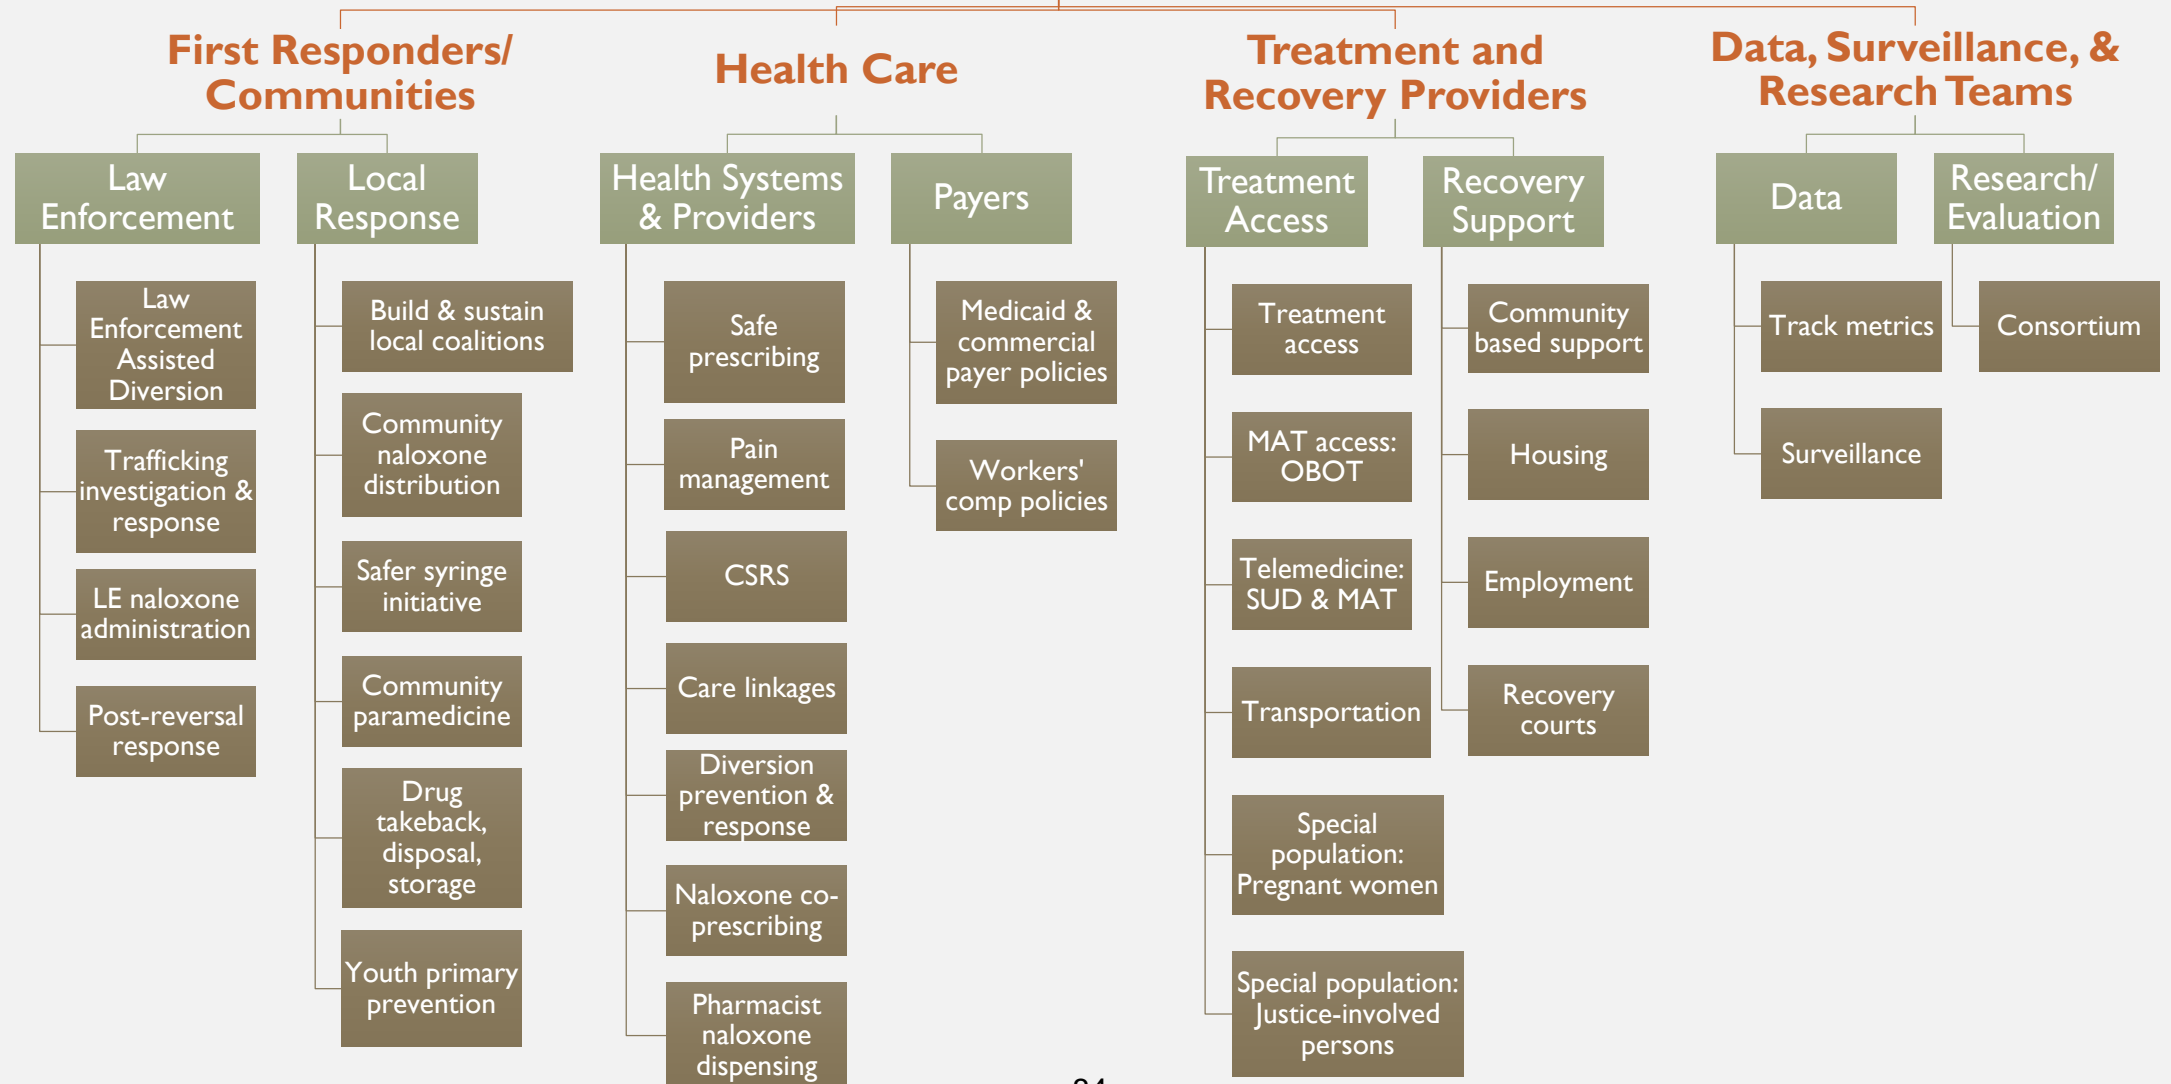 First Responders/
Communities
Health Care
Treatment and
Recovery Providers
Data, Surveillance, &
Research Teams
Law
Enforcement
Local
Response
Health Systems
& Providers
Payers
Treatment
Access
Recovery
Support
Data
Research/
Evaluation
Law
Enforcement
Assisted
Diversion
Trafficking
investigation &
response
LE naloxone
administration
Post-reversal
response
Build & sustain
local coalitions
Community
naloxone
distribution
Safer syringe
initiative
Community
paramedicine
Drug
takeback,
disposal,
storage
Youth primary
prevention
Safe
prescribing
Pain
management
CSRS
Care linkages
Diversion
prevention &
response
Naloxone co-
prescribing
Pharmacist
naloxone
dispensing
Medicaid &
commercial
payer policies
Workers'
comp policies
Treatment
access
MAT access:
OBOT
Telemedicine:
SUD & MAT
Transportation
Special
population:
Pregnant women
Special population:
Justice-involved
persons
Community
based support
Housing
Employment
Recovery
courts
Track metrics
Surveillance
Consortium